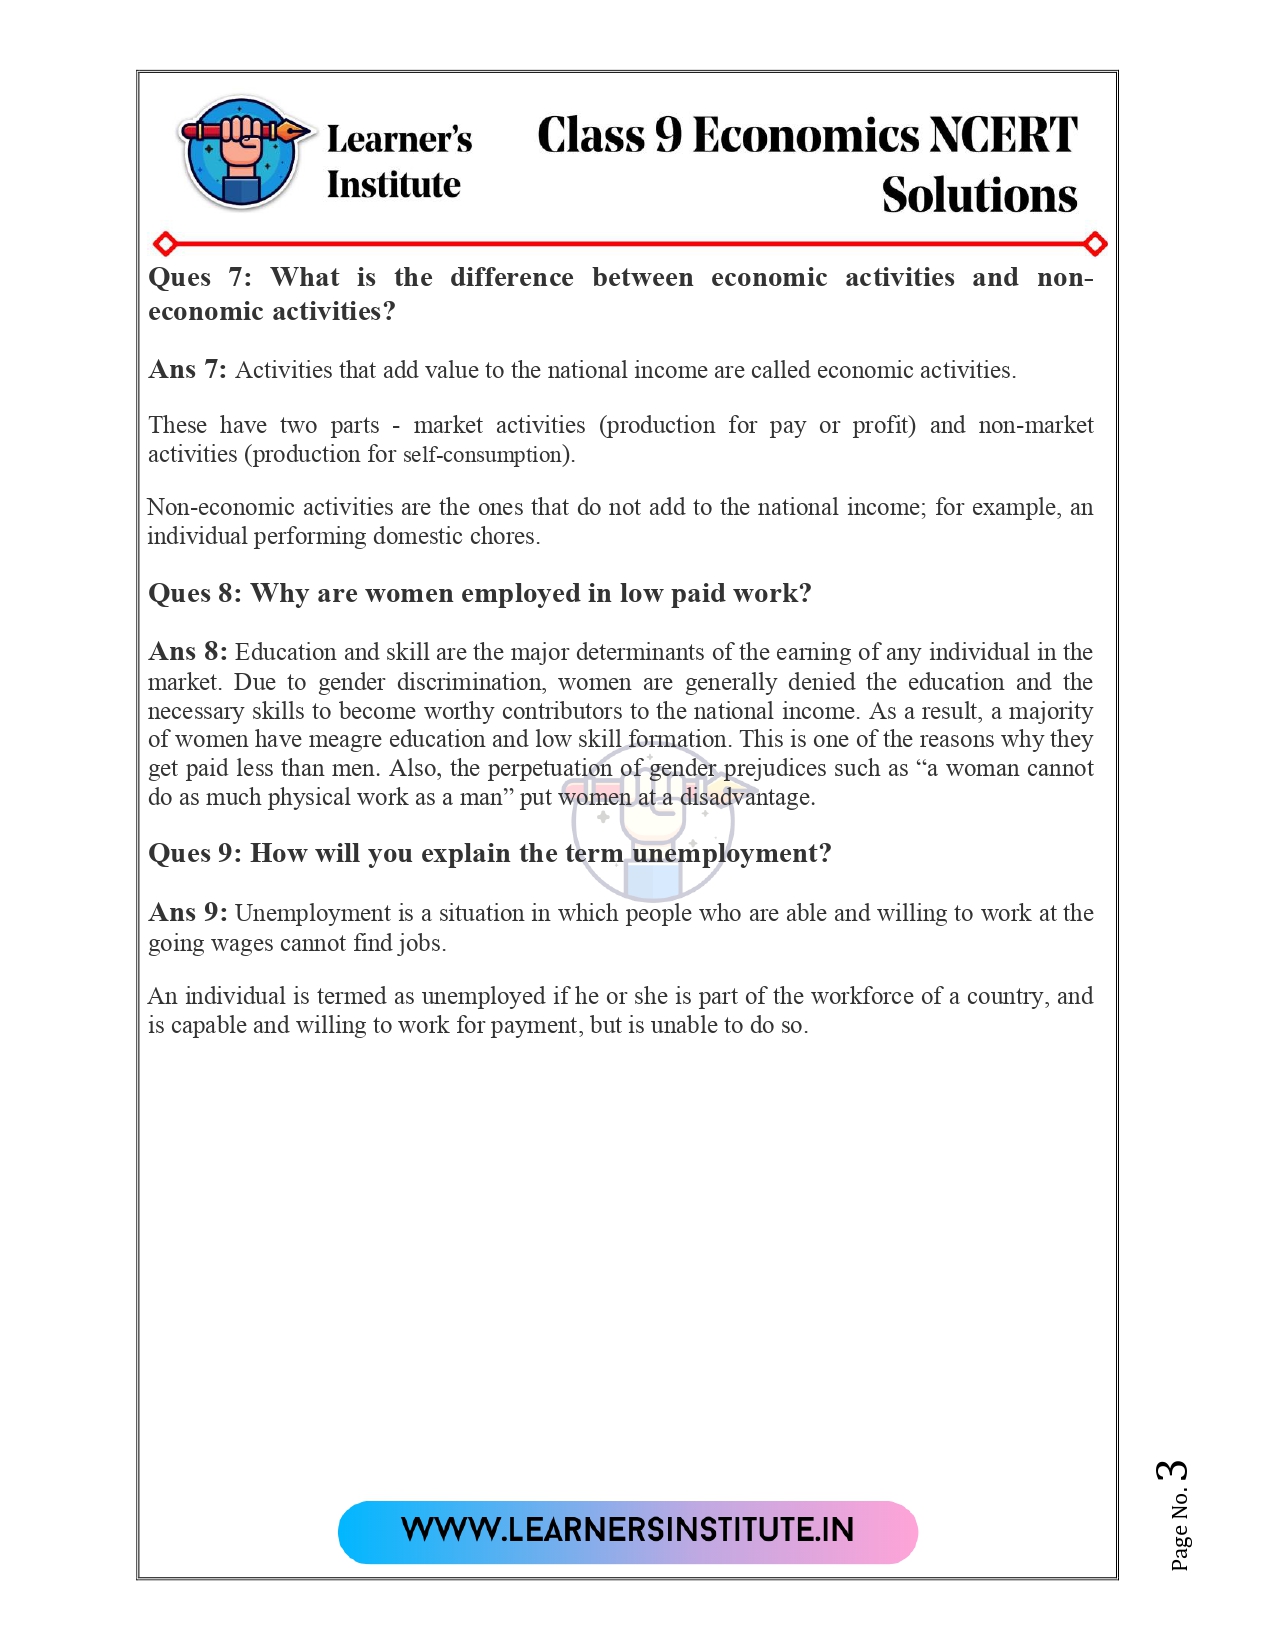 Learner's
Institute
Class 9 Economics NCERT
Solutions
Ques 7: What is the difference between economic activities and non-
economic activities?
Ans 7: Activities that add value to the national income are called economic activities.
These have two parts - market activities (production for pay or profit) and non-market
activities (production for self-consumption).
Non-economic activities are the ones that do not add to the national income; for example, an
individual performing domestic chores.
Ques 8: Why are women employed in low paid work?
Ans 8: Education and skill are the major determinants of the earning of any individual in the
market. Due to gender discrimination, women are generally denied the education and the
necessary skills to become worthy contributors to the national income. As a result, a majority
of women have meagre education and low skill formation. This is one of the reasons why they
get paid less than men. Also, the perpetuation of gender prejudices such as “a woman cannot
do as much physical work as a man” put women at a disadvantage.
Ques 9: How will you explain the term unemployment?
Ans 9: Unemployment is a situation in which people who are able and willing to work at the
going wages cannot find jobs.
An individual is termed as unemployed if he or she is part of the workforce of a country, and
is capable and willing to work for payment, but is unable to do so.
WWW.LEARNERSINSTITUTE.IN
Page No. 3